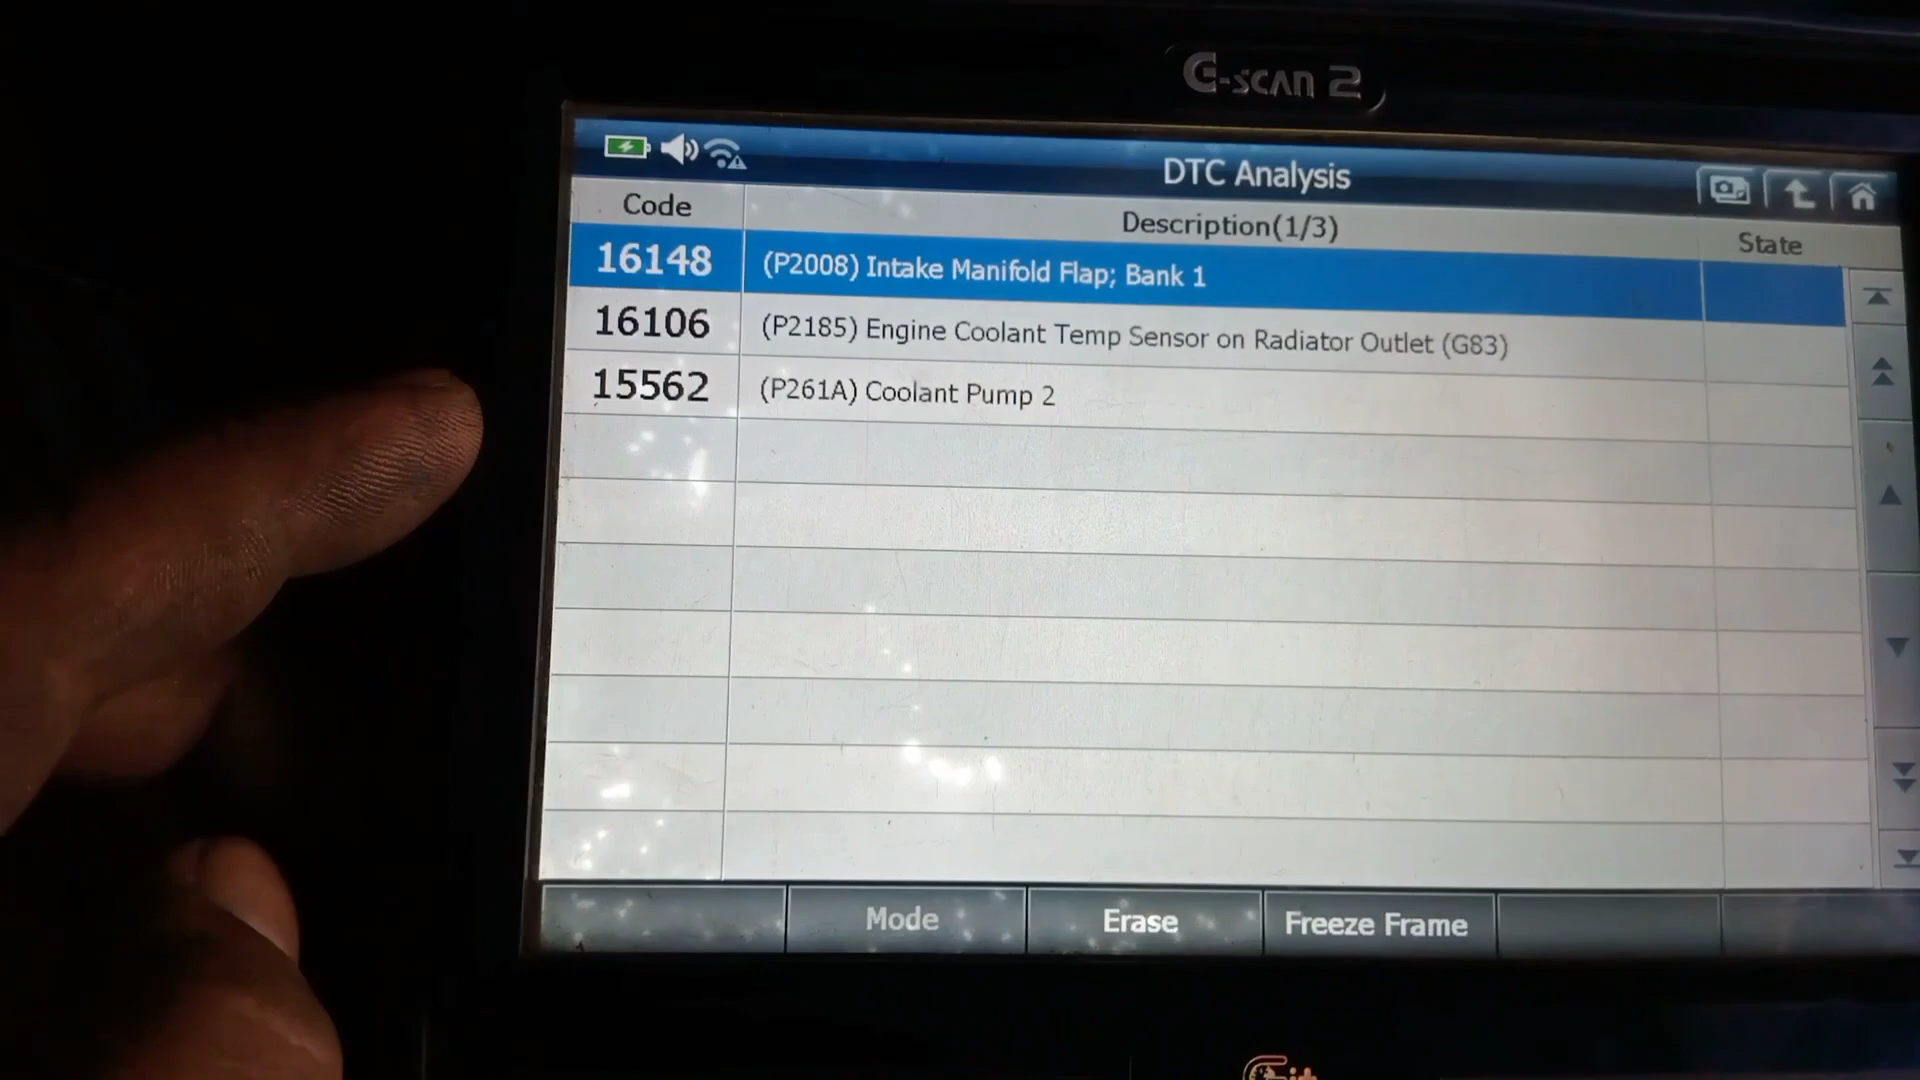 G-SCAN 2
DTC Analysis
Code Description(1/3) State
16148 (P2008) Intake Manifold Flap; Bank 1
16106 (P2185) Engine Coolant Temp Sensor on Radiator Outlet (G83)
15562 (P261A) Coolant Pump 2
Mode Erase Freeze Frame